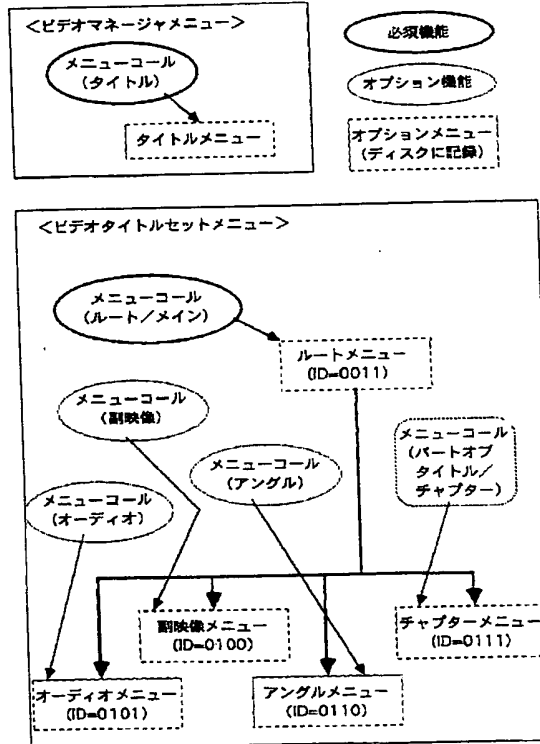 <ビデオマネージャメニュー>
メニューコール
(タイトル)
タイトルメニュー
必須機能
オプション機能
オプションメニュー
(ディスクに記録)
<ビデオタイトルセットメニュー>
メニューコール
(ルート/メイン)
ルートメニュー
(ID=0011)
メニューコール
(副映像)
メニューコール
(アングル)
メニューコール
(パートオブ
タイトル/
チャプター)
メニューコール
(オーディオ)
副映像メニュー
(ID=0100)
チャプターメニュー
(ID=0111)
オーディオメニュー
(ID=0101)
アングルメニュー
(ID=0110)